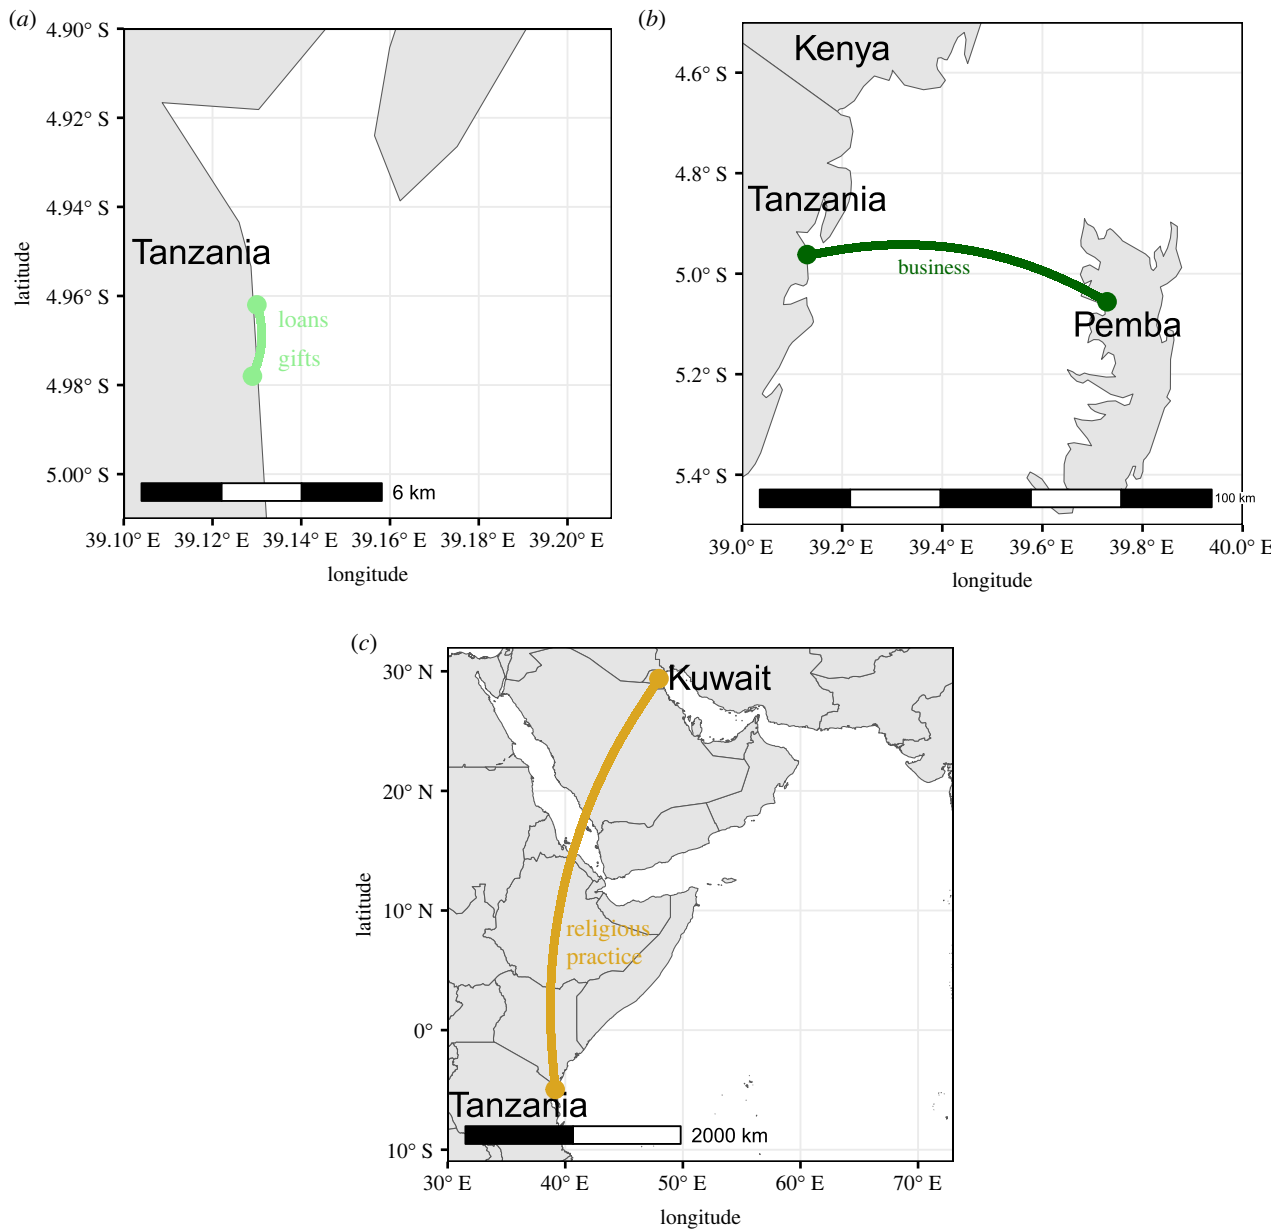 (a)
4.90° S
4.92° S
4.94° S
4.96° S
4.98° S
5.00° S
latitude
Tanzania
loans
gifts
6 km
39.10° E 39.12° E 39.14° E 39.16° E 39.18° E 39.20° E
longitude
(b)
4.6° S
4.8° S
5.0° S
5.2° S
5.4° S
Kenya
Tanzania
business
Pemba
100 km
39.0° E 39.2° E 39.4° E 39.6° E 39.8° E 40.0° E
longitude
(c)
30° N
20° N
10° N
0°
10° S
latitude
Kuwait
religious
practice
Tanzania
2000 km
30° E 40° E 50° E 60° E 70° E
longitude